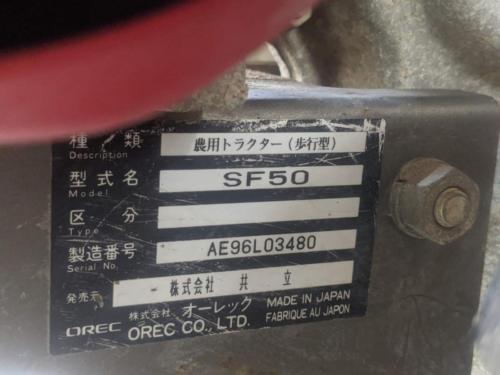 種類 農用トラクター(歩行型)
Description
型式名 SF50
Model
区分
Type
製造番号 AE96L03480
Serial No.
発売元 株式会社 共立
OREC 株式会社 オーレック MADE IN JAPAN
OREC CO., LTD. FABRIQUE AU JAPON